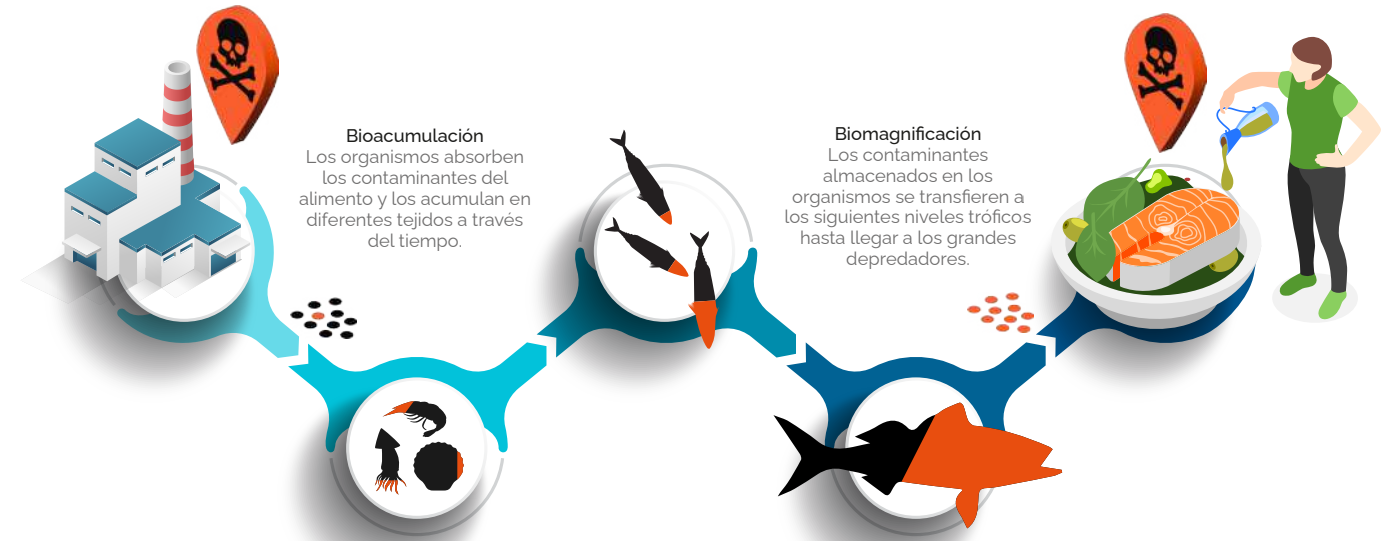 Bioacumulación
Los organismos absorben
los contaminantes del
alimento y los acumulan en
diferentes tejidos a través
del tiempo.
Biomagnificación
Los contaminantes
almacenados en los
organismos se transfieren a
los siguientes niveles tróficos
hasta llegar a los grandes
depredadores.